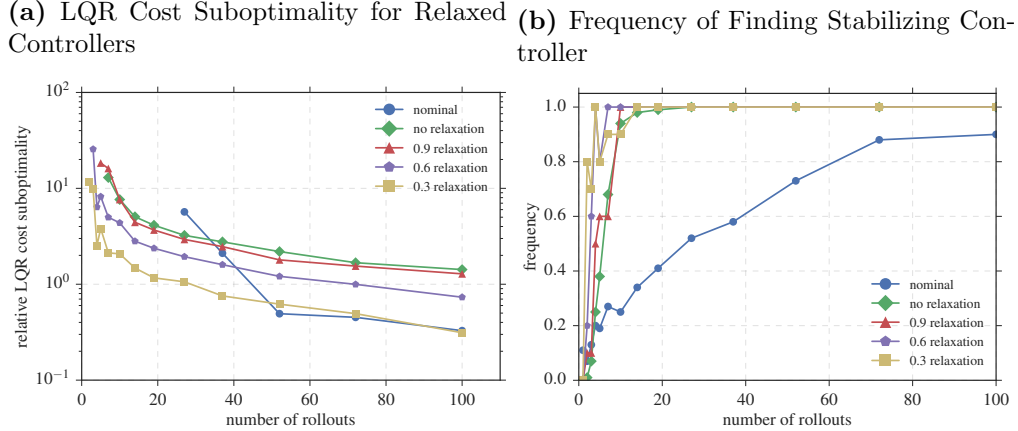 (a) LQR Cost Suboptimality for Relaxed
Controllers
relative LQR cost suboptimality
10^2
10^1
10^0
10^-1
0
20
40
60
80
100
number of rollouts
nominal
no relaxation
0.9 relaxation
0.6 relaxation
0.3 relaxation
(b) Frequency of Finding Stabilizing Con-
troller
frequency
1.0
0.8
0.6
0.4
0.2
0.0
0
20
40
60
80
100
number of rollouts
nominal
no relaxation
0.9 relaxation
0.6 relaxation
0.3 relaxation